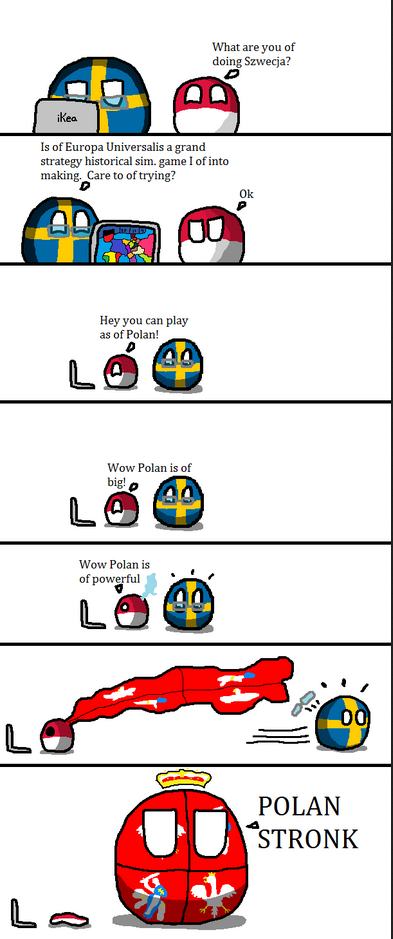 What are you of
doing Szwecja?
iKea
Is of Europa Universalis a grand
strategy historical sim. game I of into
making. Care to of trying?
Ok
Hey you can play
as of Polan!
Wow Polan is of
big!
Wow Polan is
of powerful
POLAN
STRONK